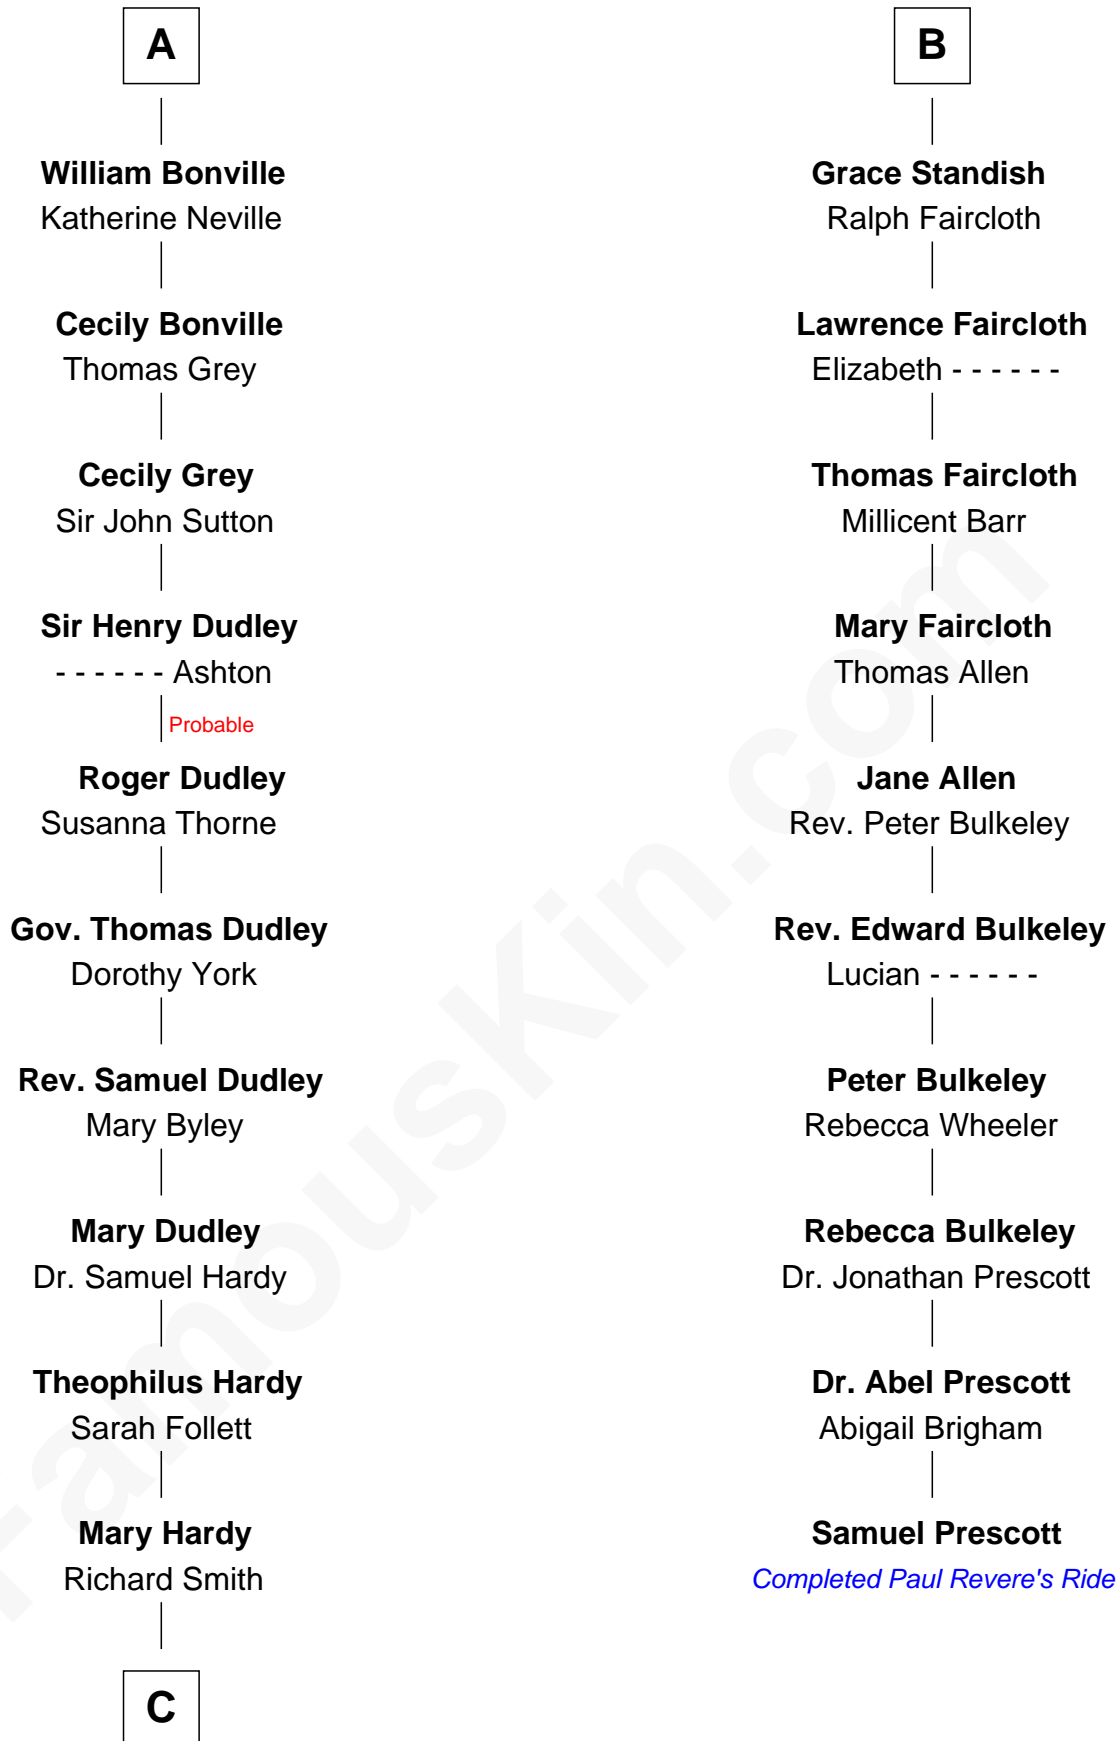 A
William Bonville
Katherine Neville
Cecily Bonville
Thomas Grey
Cecily Grey
Sir John Sutton
Sir Henry Dudley
- - - - - - Ashton
Probable
Roger Dudley
Susanna Thorne
Gov. Thomas Dudley
Dorothy York
Rev. Samuel Dudley
Mary Byley
Mary Dudley
Dr. Samuel Hardy
Theophilus Hardy
Sarah Follett
Mary Hardy
Richard Smith
C
B
Grace Standish
Ralph Faircloth
Lawrence Faircloth
Elizabeth - - - - - -
Thomas Faircloth
Millicent Barr
Mary Faircloth
Thomas Allen
Jane Allen
Rev. Peter Bulkeley
Rev. Edward Bulkeley
Lucian - - - - - -
Peter Bulkeley
Rebecca Wheeler
Rebecca Bulkeley
Dr. Jonathan Prescott
Dr. Abel Prescott
Abigail Brigham
Samuel Prescott
Completed Paul Revere's Ride
FamousKin.com